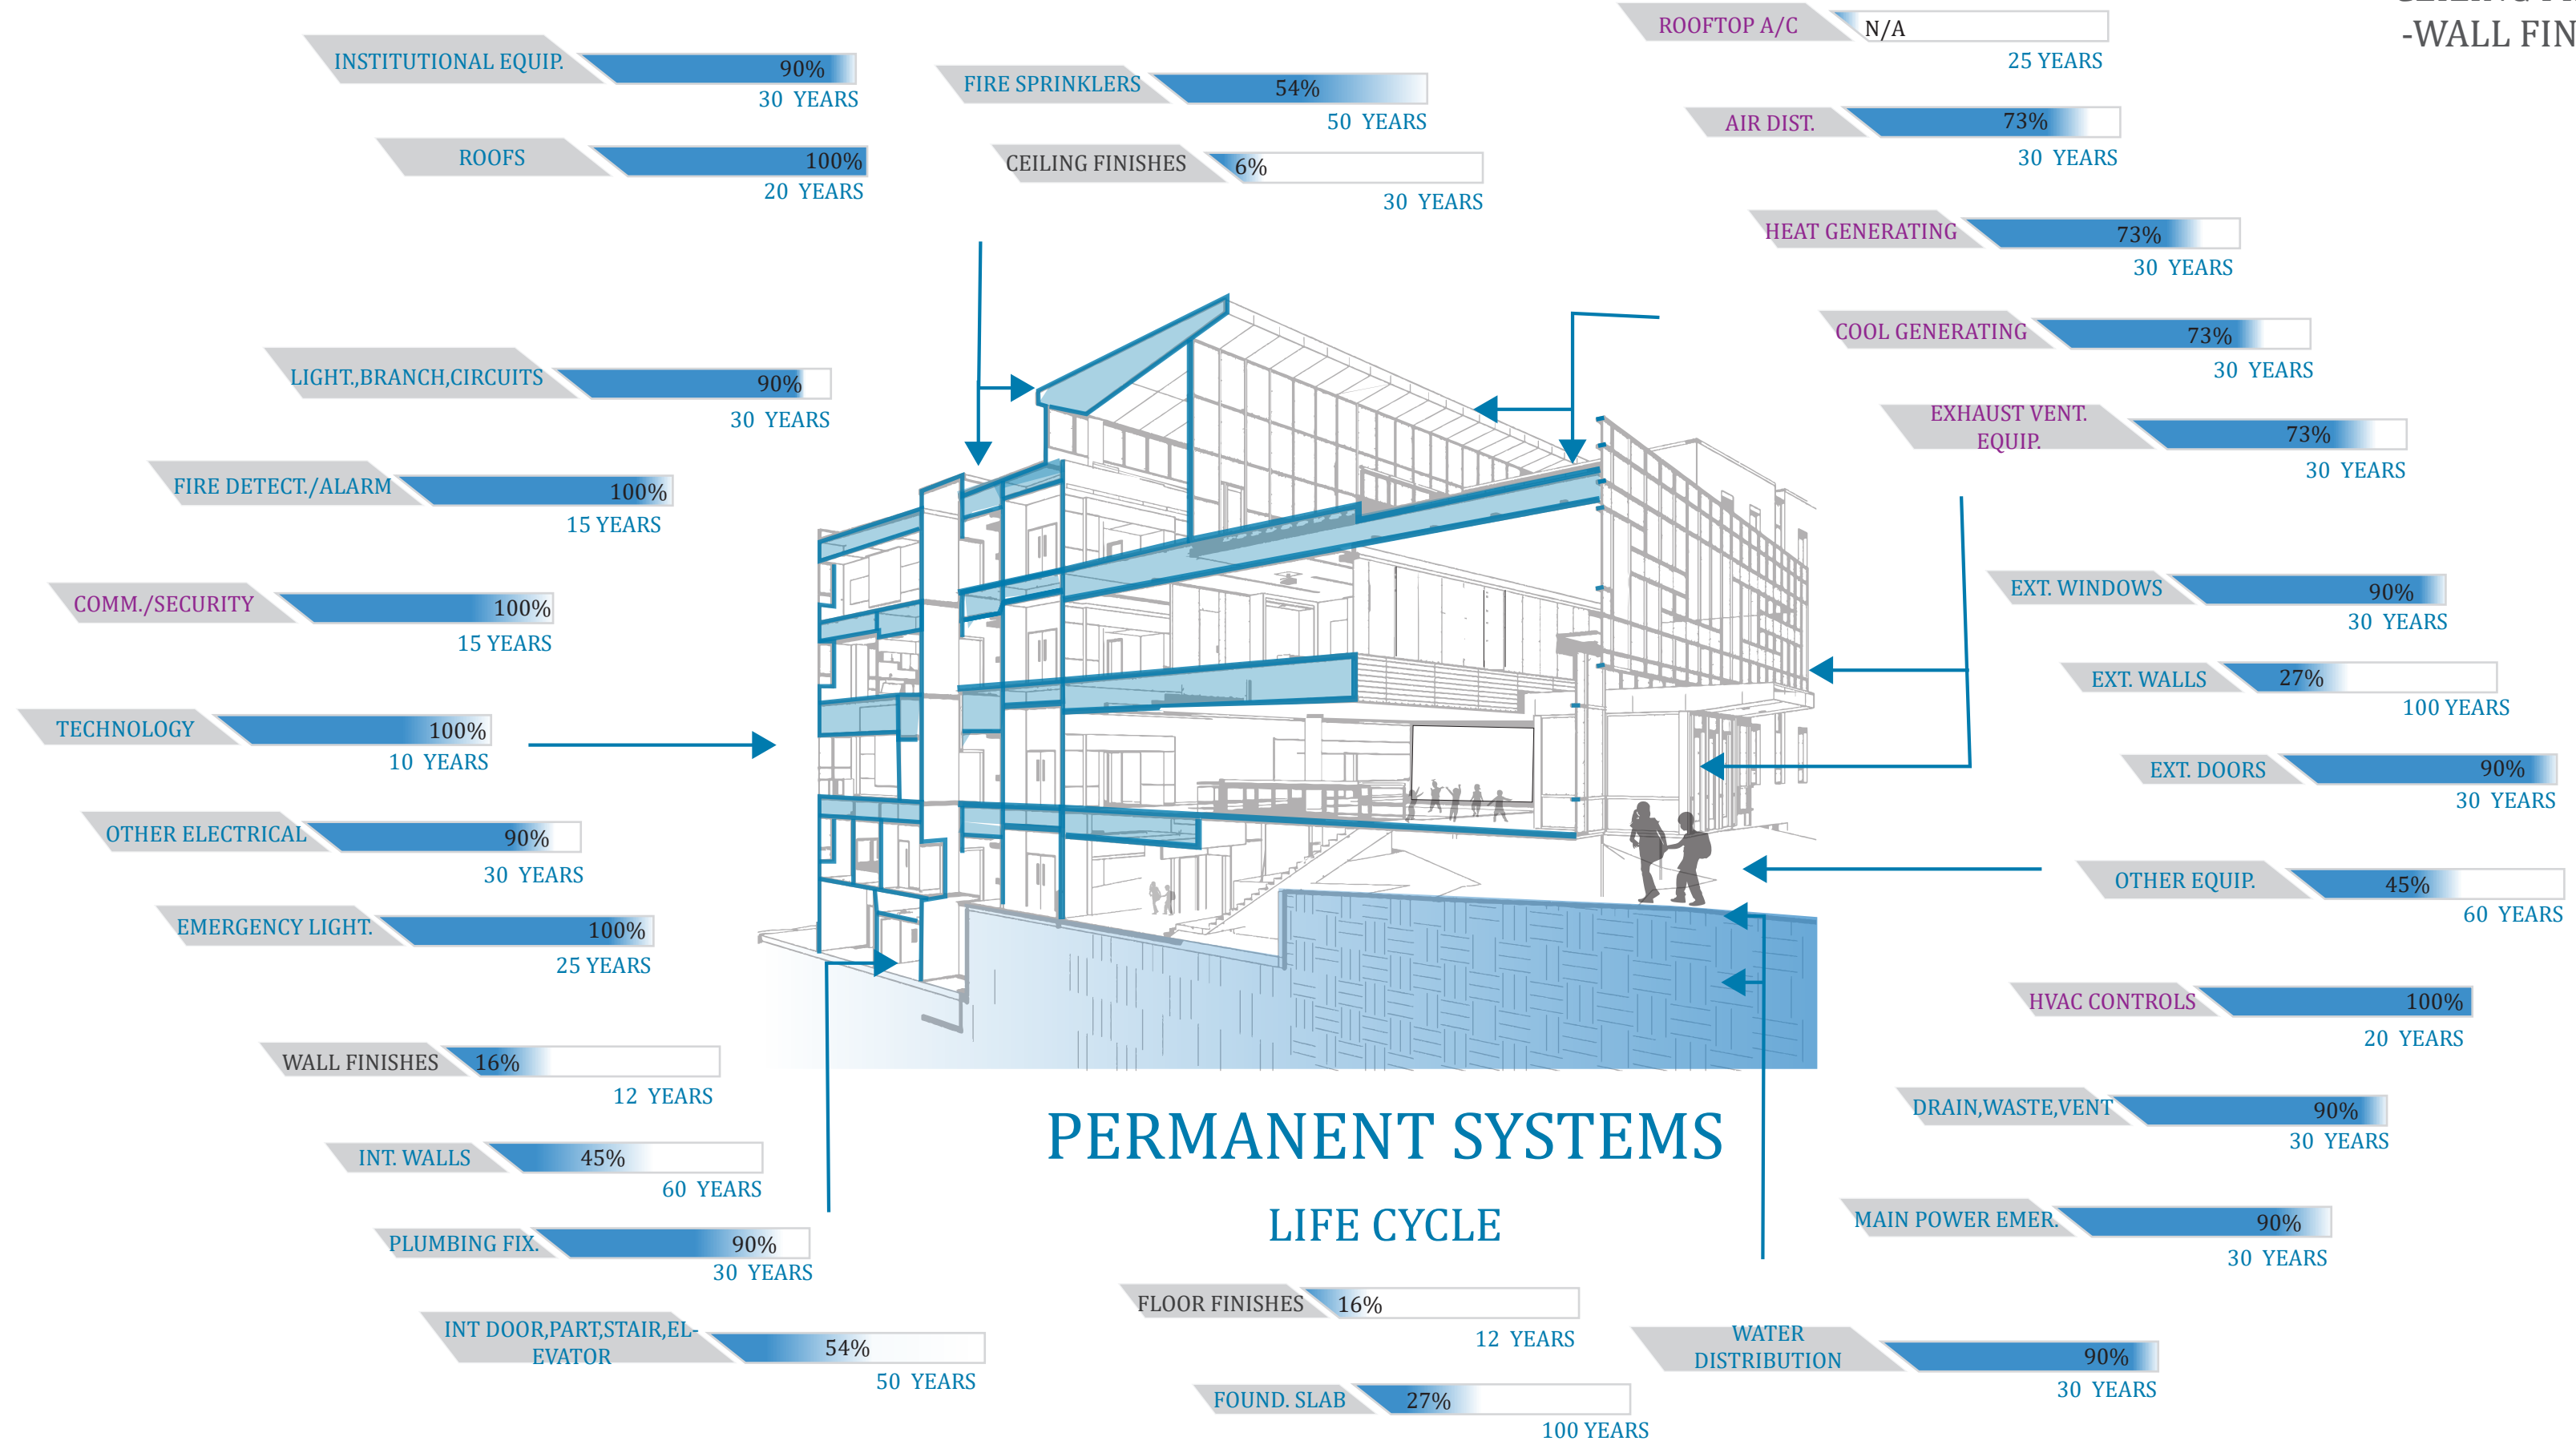 -WALL FIN
INSTITUTIONAL EQUIP.
90%
30 YEARS
ROOFS
100%
20 YEARS
FIRE SPRINKLERS
54%
50 YEARS
CEILING FINISHES
6%
30 YEARS
ROOFTOP A/C
N/A
25 YEARS
AIR DIST.
73%
30 YEARS
HEAT GENERATING
73%
30 YEARS
COOL GENERATING
73%
30 YEARS
EXHAUST VENT.
EQUIP.
73%
30 YEARS
LIGHT.,BRANCH,CIRCUITS
90%
30 YEARS
FIRE DETECT./ALARM
100%
15 YEARS
COMM./SECURITY
100%
15 YEARS
TECHNOLOGY
100%
10 YEARS
OTHER ELECTRICAL
90%
30 YEARS
EMERGENCY LIGHT.
100%
25 YEARS
EXT. WINDOWS
90%
30 YEARS
EXT. WALLS
27%
100 YEARS
EXT. DOORS
90%
30 YEARS
OTHER EQUIP.
45%
60 YEARS
HVAC CONTROLS
100%
20 YEARS
WALL FINISHES
16%
12 YEARS
INT. WALLS
45%
60 YEARS
PLUMBING FIX.
90%
30 YEARS
INT DOOR,PART,STAIR,EL-
EVATOR
54%
50 YEARS
PERMANENT SYSTEMS
LIFE CYCLE
FLOOR FINISHES
16%
12 YEARS
FOUND. SLAB
27%
100 YEARS
DRAIN,WASTE,VENT
90%
30 YEARS
MAIN POWER EMER.
90%
30 YEARS
WATER
DISTRIBUTION
90%
30 YEARS